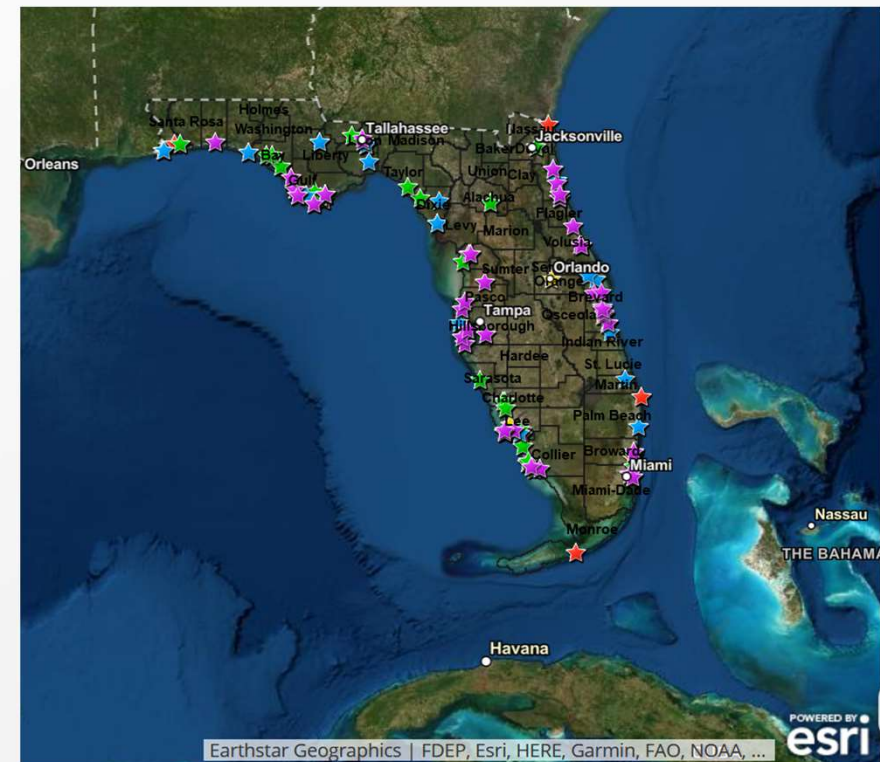 Holmes
Santa Rosa
Washington
Tallahassee
Madison
Nassau
Jacksonville
Baker
Orleans
Bay
Liberty
Taylor
Union
Clay
Gulf
Dixie
Alachua
Flagler
Levy
Marion
Volusia
Sumter
Orlando
Orange
Pasco
Brevard
Tampa
Osceola
Hillsborough
Indian River
Hardee
St. Lucie
Sarasota
Martin
Charlotte
Palm Beach
Lee
Collier
Broward
Miami
Miami-Dade
Nassau
Monroe
THE BAHAMA
Havana
POWERED BY
esri
Earthstar Geographics | FDEP, Esri, HERE, Garmin, FAO, NOAA, ...